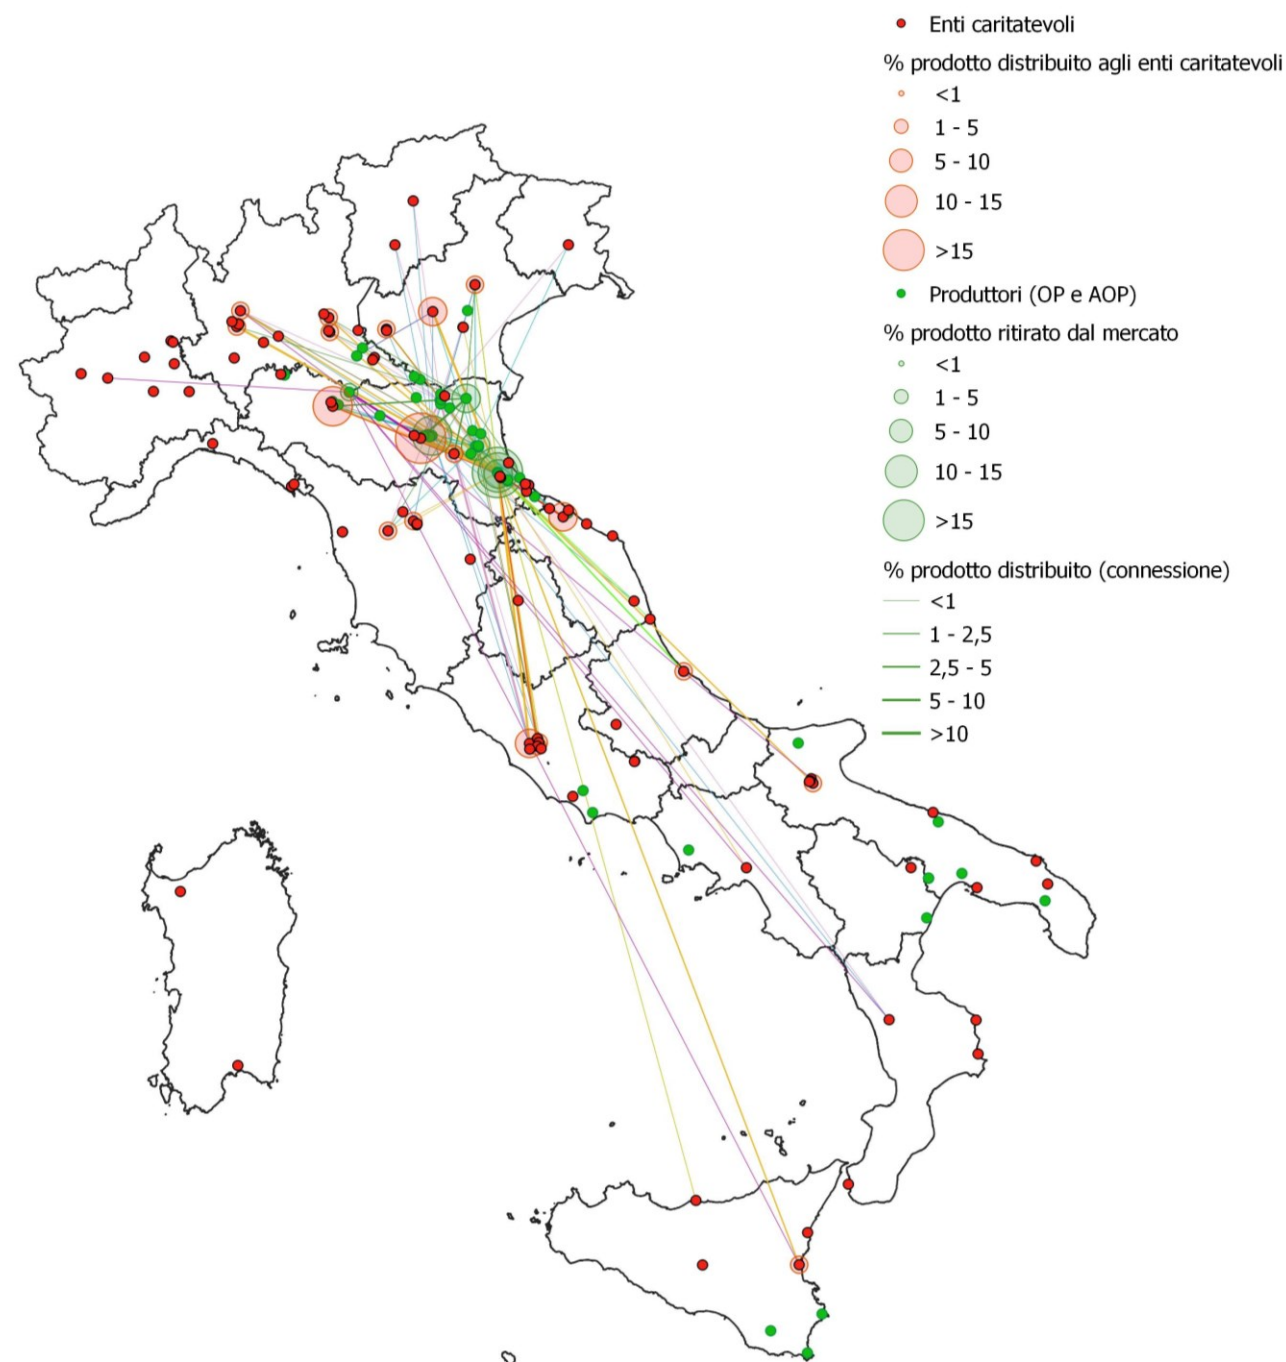 Enti caritatevoli
% prodotto distribuito agli enti caritatevoli
<1
1 - 5
5 - 10
10 - 15
>15
Produttori (OP e AOP)
% prodotto ritirato dal mercato
<1
1 - 5
5 - 10
10 - 15
>15
% prodotto distribuito (connessione)
<1
1 - 2,5
2,5 - 5
5 - 10
>10